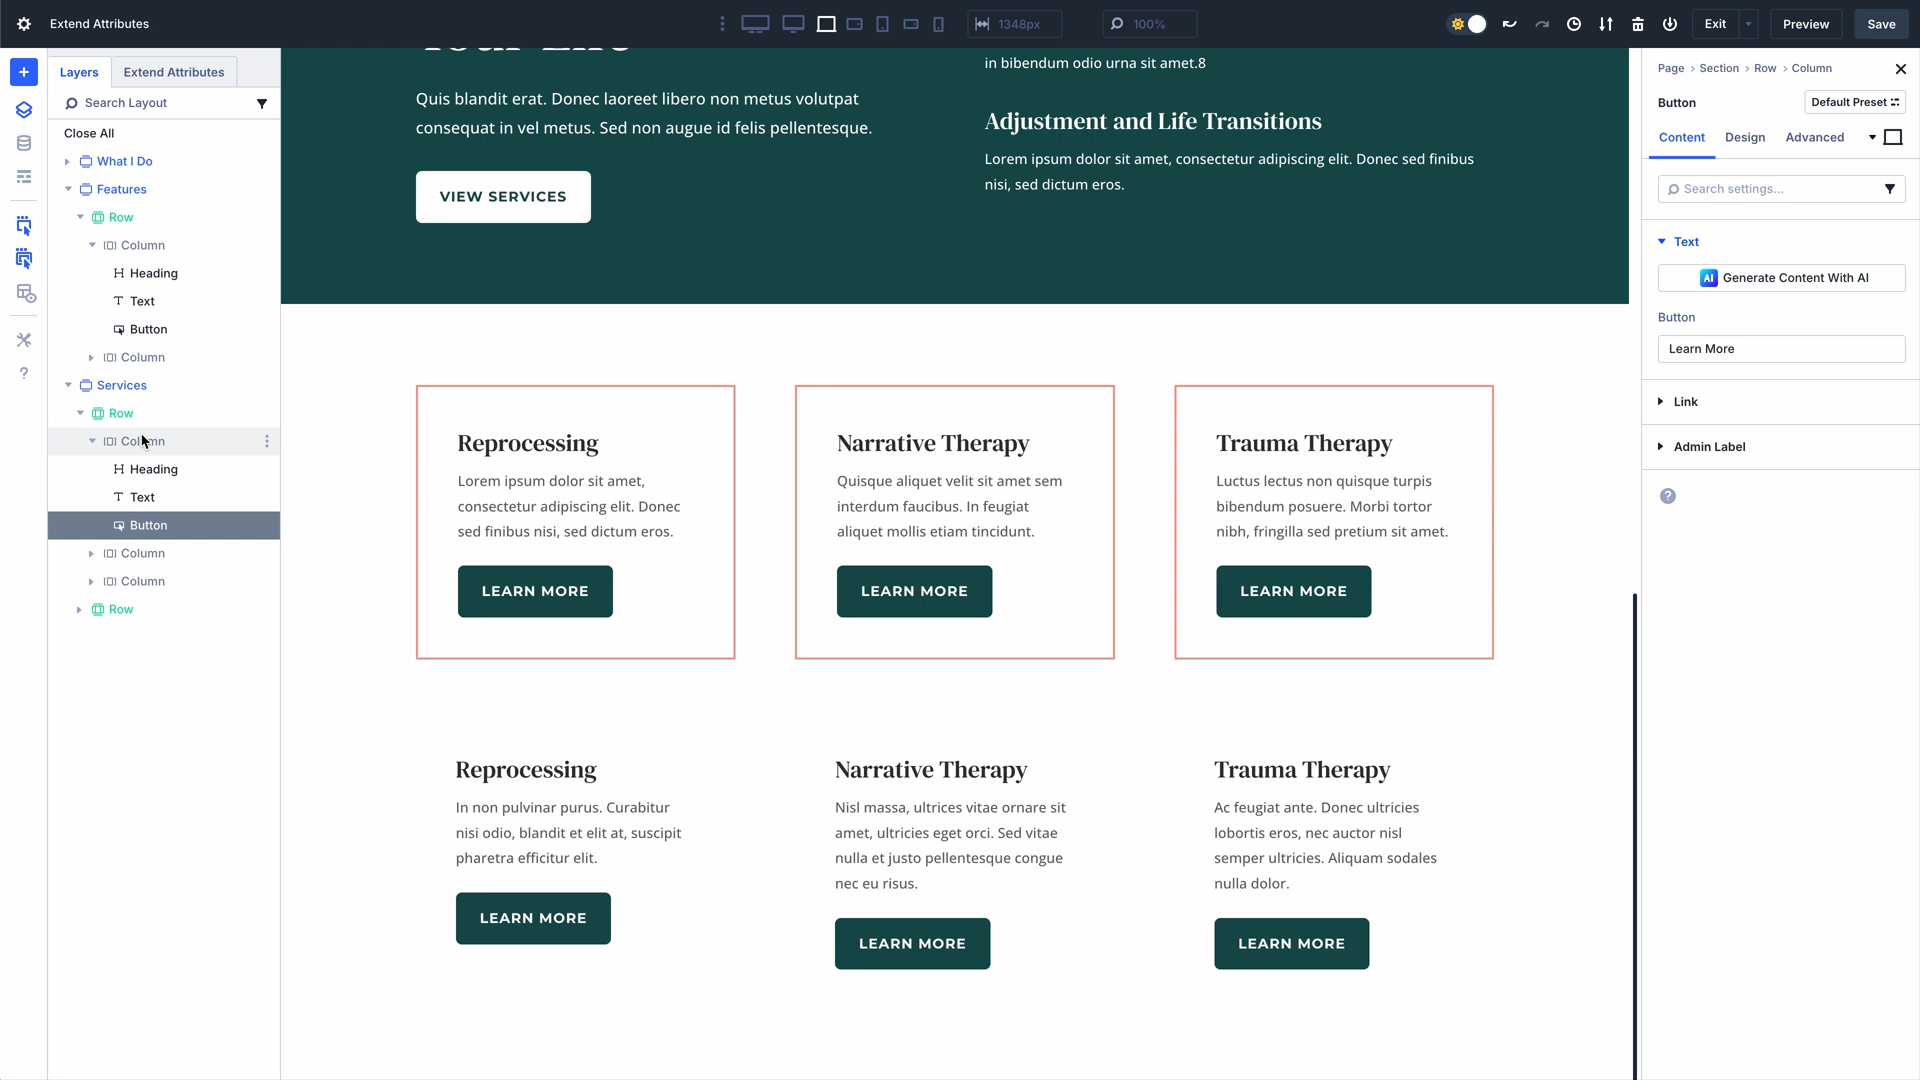 Extend Attributes
1348px
100%
Exit
Preview
Save
Layers
Extend Attributes
Search Layout
Close All
What I Do
Features
Row
Column
Heading
Text
Button
Column
Services
Row
Column
Heading
Text
Button
Column
Column
Row
Quis blandit erat. Donec laoreet libero non metus volutpat
consequat in vel metus. Sed non augue id felis pellentesque.
VIEW SERVICES
in bibendum odio urna sit amet.8
Adjustment and Life Transitions
Lorem ipsum dolor sit amet, consectetur adipiscing elit. Donec sed finibus
nisi, sed dictum eros.
Reprocessing
Lorem ipsum dolor sit amet,
consectetur adipiscing elit. Donec
sed finibus nisi, sed dictum eros.
LEARN MORE
Narrative Therapy
Quisque aliquet velit sit amet sem
interdum faucibus. In feugiat
aliquet mollis etiam tincidunt.
LEARN MORE
Trauma Therapy
Luctus lectus non quisque turpis
bibendum posuere. Morbi tortor
nibh, fringilla sed pretium sit amet.
LEARN MORE
Reprocessing
In non pulvinar purus. Curabitur
nisi odio, blandit et elit at, suscipit
pharetra efficitur elit.
LEARN MORE
Narrative Therapy
Nisl massa, ultrices vitae ornare sit
amet, ultricies eget orci. Sed vitae
nulla et justo pellentesque congue
nec eu risus.
LEARN MORE
Trauma Therapy
Ac feugiat ante. Donec ultricies
lobortis eros, nec auctor nisl
semper ultricies. Aliquam sodales
nulla dolor.
LEARN MORE
Page > Section > Row > Column
Button
Default Preset
Content
Design
Advanced
Search settings...
Text
AI Generate Content With AI
Button
Learn More
Link
Admin Label